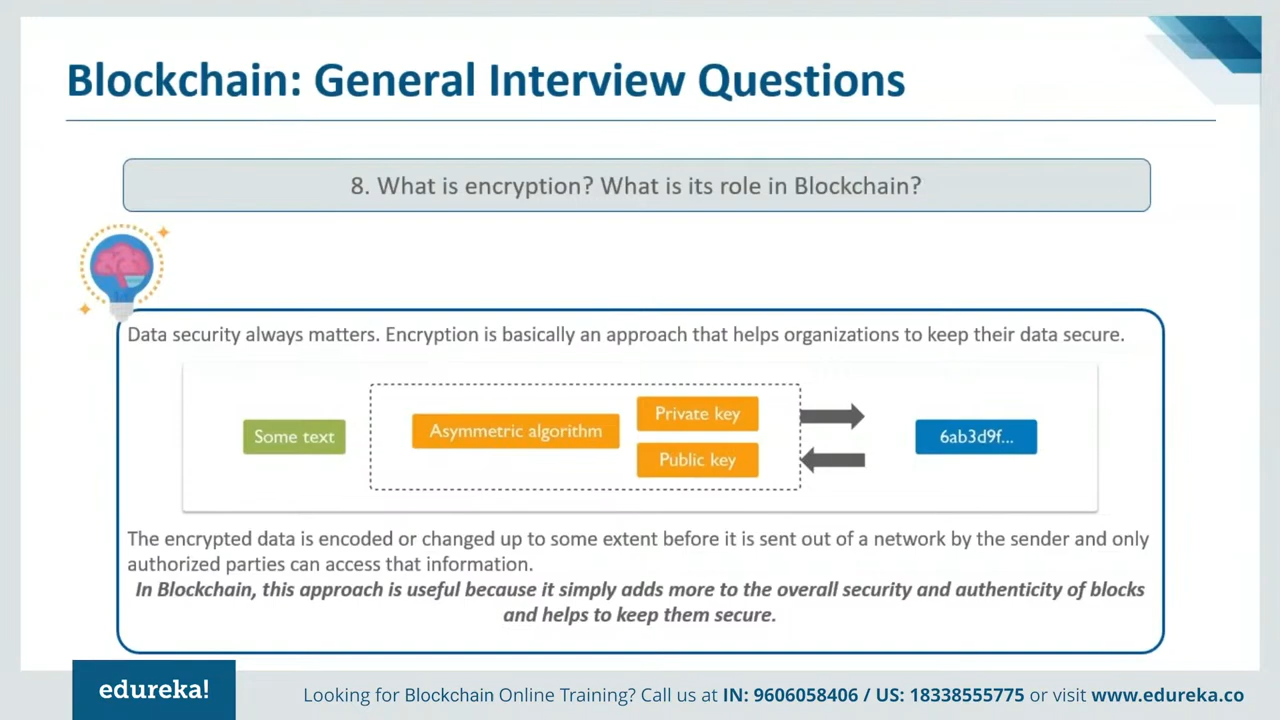 Blockchain: General Interview Questions
8. What is encryption? What is its role in Blockchain?
Data security always matters. Encryption is basically an approach that helps organizations to keep their data secure.
Some text
Asymmetric algorithm
Private key
Public key
6ab3d9f...
The encrypted data is encoded or changed up to some extent before it is sent out of a network by the sender and only
authorized parties can access that information.
In Blockchain, this approach is useful because it simply adds more to the overall security and authenticity of blocks
and helps to keep them secure.
edureka!
Looking for Blockchain Online Training? Call us at IN: 9606058406 / US: 18338555775 or visit www.edureka.co